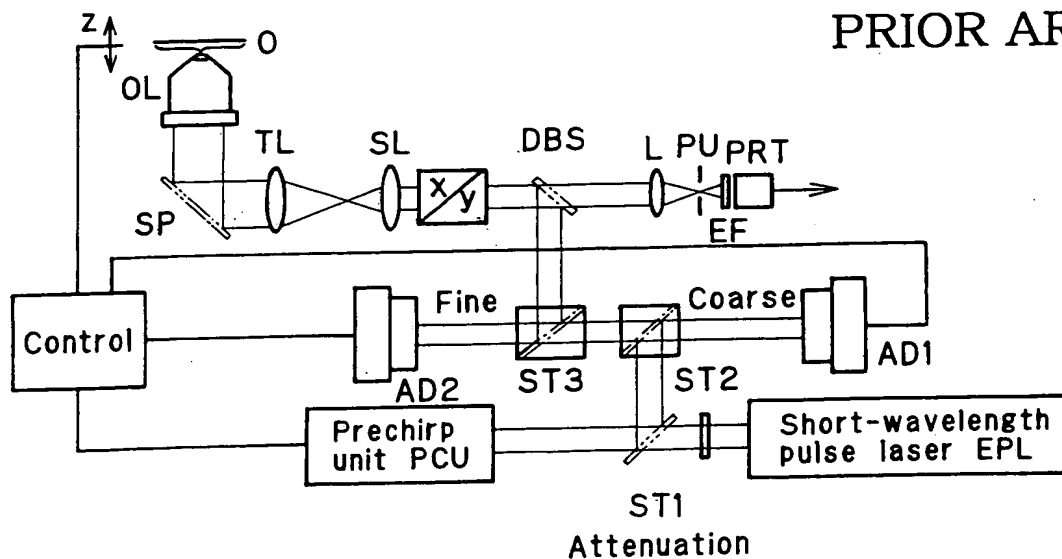 PRIOR
z
O
OL
TL
SL
DBS
L
PU
PRT
x/y
SP
EF
Fine
Coarse
Control
AD1
AD2
ST3
ST2
Prechirp
unit PCU
Short-wavelength
pulse laser EPL
ST1
Attenuation